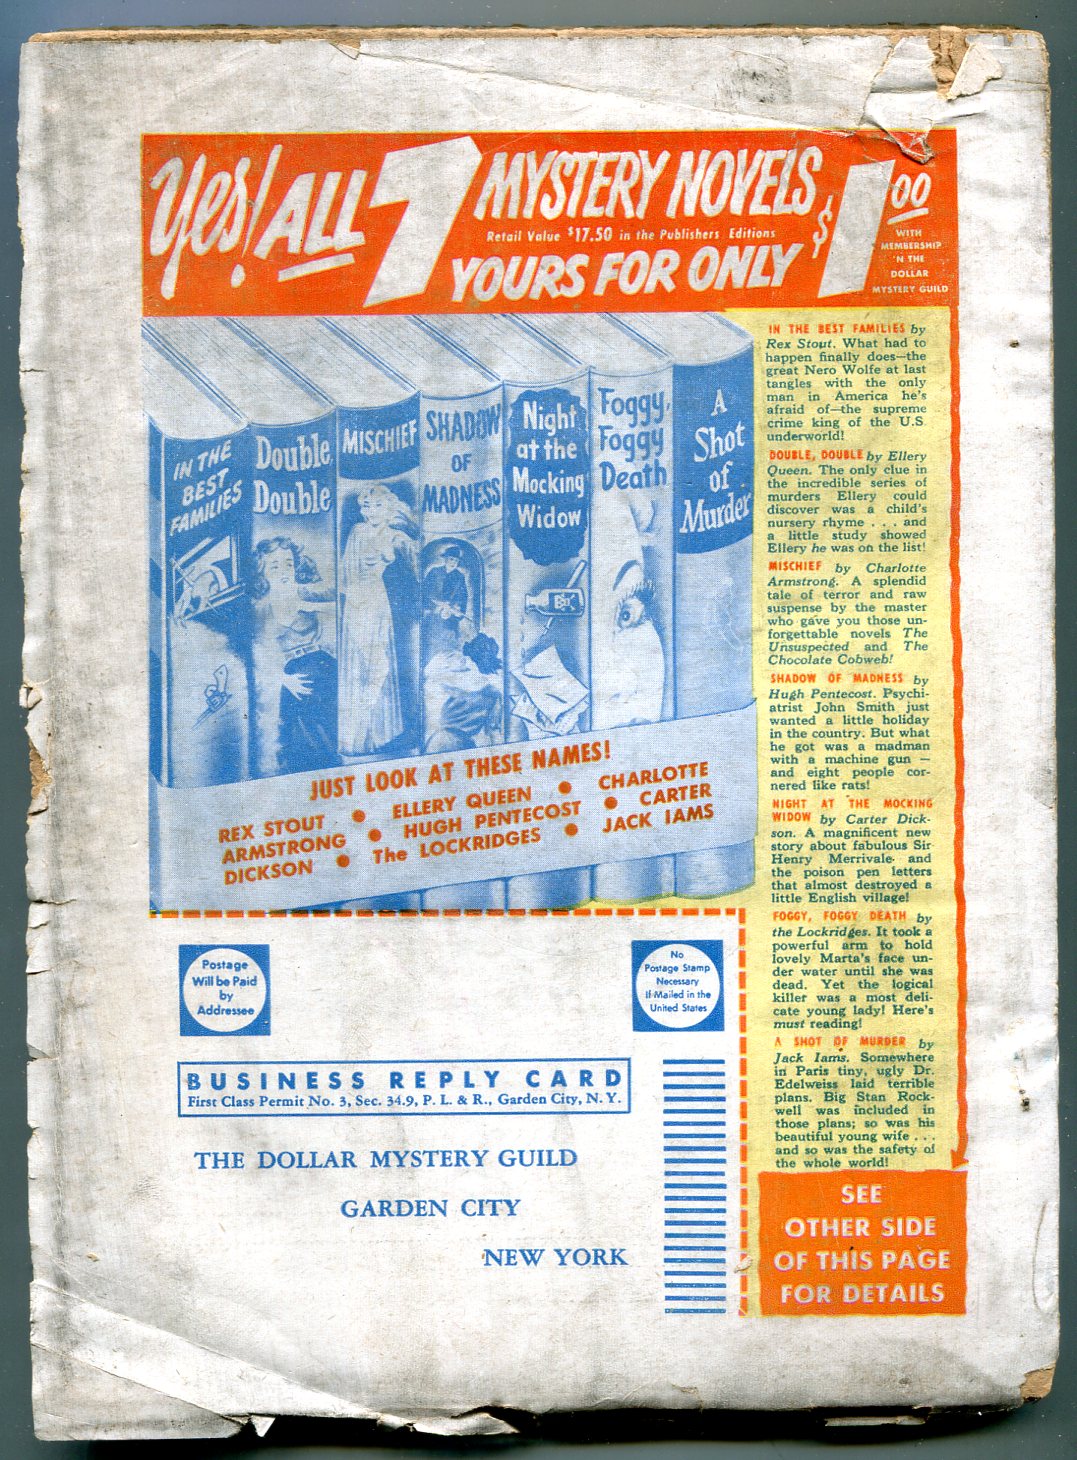 Yes! ALL 7 MYSTERY NOVELS
Retail Value $17.50 in the Publishers Editions
YOURS FOR ONLY $1.00
WITH
MEMBERSHIP
'N THE
DOLLAR
MYSTERY GUILD
IN THE
BEST
FAMILIES
Double,
Double
MISCHIEF
SHADOW
OF
MADNESS
Night
at the
Mocking
Widow
Foggy,
Foggy
Death
A
Shot
of
Murder
JUST LOOK AT THESE NAMES!
REX STOUT • ELLERY QUEEN • CHARLOTTE
ARMSTRONG • HUGH PENTECOST • CARTER
DICKSON • The LOCKRIDGES • JACK IAMS
IN THE BEST FAMILIES by
Rex Stout. What had to
happen finally does—the
great Nero Wolfe at last
tangles with the only
man in America he's
afraid of—the supreme
crime king of the U.S.
underworld!
DOUBLE, DOUBLE by Ellery
Queen. The only clue in
the incredible series of
murders Ellery could
discover was a child's
nursery rhyme . . . and
a little study showed
Ellery he was on the list!
MISCHIEF by Charlotte
Armstrong. A splendid
tale of terror and raw
suspense by the master
who gave you those un-
forgettable novels The
Unsuspected and The
Chocolate Cobweb!
SHADOW OF MADNESS by
Hugh Pentecost. Psychi-
atrist John Smith just
wanted a little holiday
in the country. But what
he got was a madman
with a machine gun —
and eight people cor-
nered like rats!
NIGHT AT THE MOCKING
WIDOW by Carter Dick-
son. A magnificent new
story about fabulous Sir
Henry Merrivale and
the poison pen letters
that almost destroyed a
little English village!
FOGGY, FOGGY DEATH by
the Lockridges. It took a
powerful arm to hold
lovely Marta's face un-
der water until she was
dead. Yet the logical
killer was a most deli-
cate young lady! Here's
must reading!
A SHOT OF MURDER by
Jack Iams. Somewhere
in Paris tiny, ugly Dr.
Edelweiss laid terrible
plans. Big Stan Rock-
well was included in
those plans; so was his
beautiful young wife . . .
and so was the safety of
the whole world!
SEE
OTHER SIDE
OF THIS PAGE
FOR DETAILS
Postage
Will be Paid
by
Addressee
No
Postage Stamp
Necessary
If Mailed in the
United States
BUSINESS REPLY CARD
First Class Permit No. 3, Sec. 34.9, P. L. & R., Garden City, N. Y.
THE DOLLAR MYSTERY GUILD
GARDEN CITY
NEW YORK